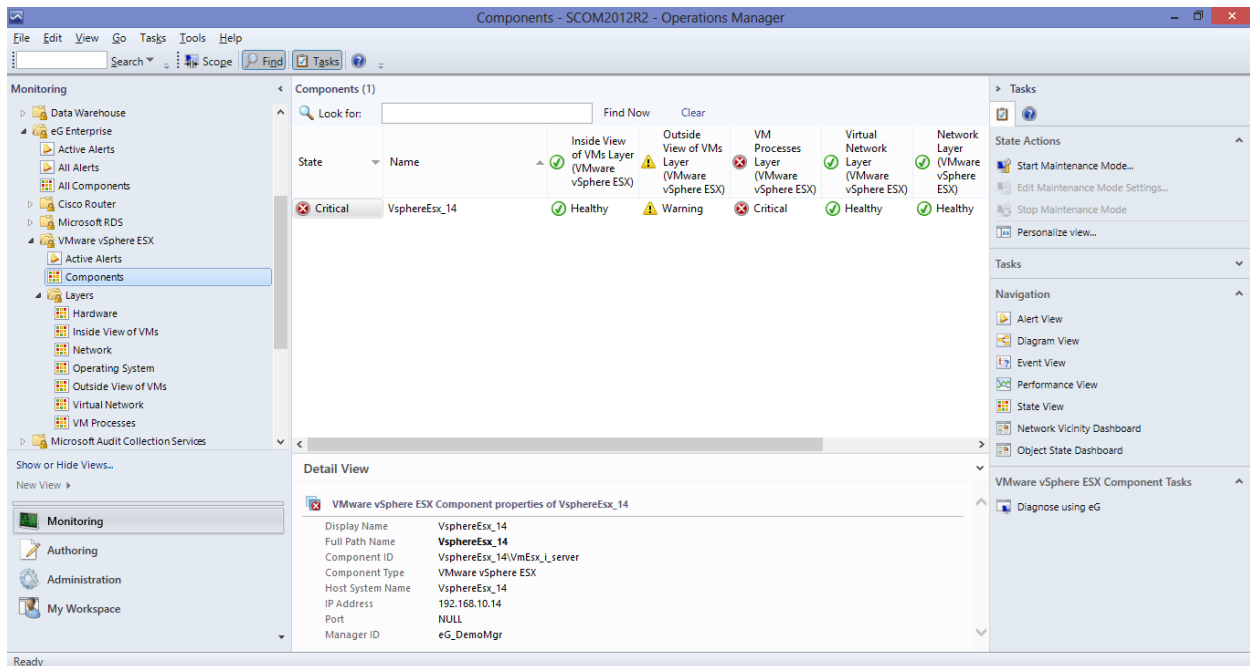 Components - SCOM2012R2 - Operations Manager
File Edit View Go Tasks Tools Help
Search Scope Find Tasks
Monitoring
Data Warehouse
eG Enterprise
Active Alerts
All Alerts
All Components
Cisco Router
Microsoft RDS
VMware vSphere ESX
Active Alerts
Components
Layers
Hardware
Inside View of VMs
Network
Operating System
Outside View of VMs
Virtual Network
VM Processes
Microsoft Audit Collection Services
Show or Hide Views...
New View
Monitoring
Authoring
Administration
My Workspace
Components (1)
Look for: Find Now Clear
State
Name
Inside View
of VMs Layer
(VMware
vSphere ESX)
Outside
View of VMs
Layer
(VMware
vSphere ESX)
VM
Processes
Layer
(VMware
vSphere ESX)
Virtual
Network
Layer
(VMware
vSphere ESX)
Network
Layer
(VMware
vSphere
ESX)
Critical VsphereEsx_14 Healthy Warning Critical Healthy Healthy
Detail View
VMware vSphere ESX Component properties of VsphereEsx_14
Display Name VsphereEsx_14
Full Path Name VsphereEsx_14
Component ID VsphereEsx_14\VmEsx_i_server
Component Type VMware vSphere ESX
Host System Name VsphereEsx_14
IP Address 192.168.10.14
Port NULL
Manager ID eG_DemoMgr
Tasks
State Actions
Start Maintenance Mode...
Edit Maintenance Mode Settings...
Stop Maintenance Mode
Personalize view...
Tasks
Navigation
Alert View
Diagram View
Event View
Performance View
State View
Network Vicinity Dashboard
Object State Dashboard
VMware vSphere ESX Component Tasks
Diagnose using eG
Ready